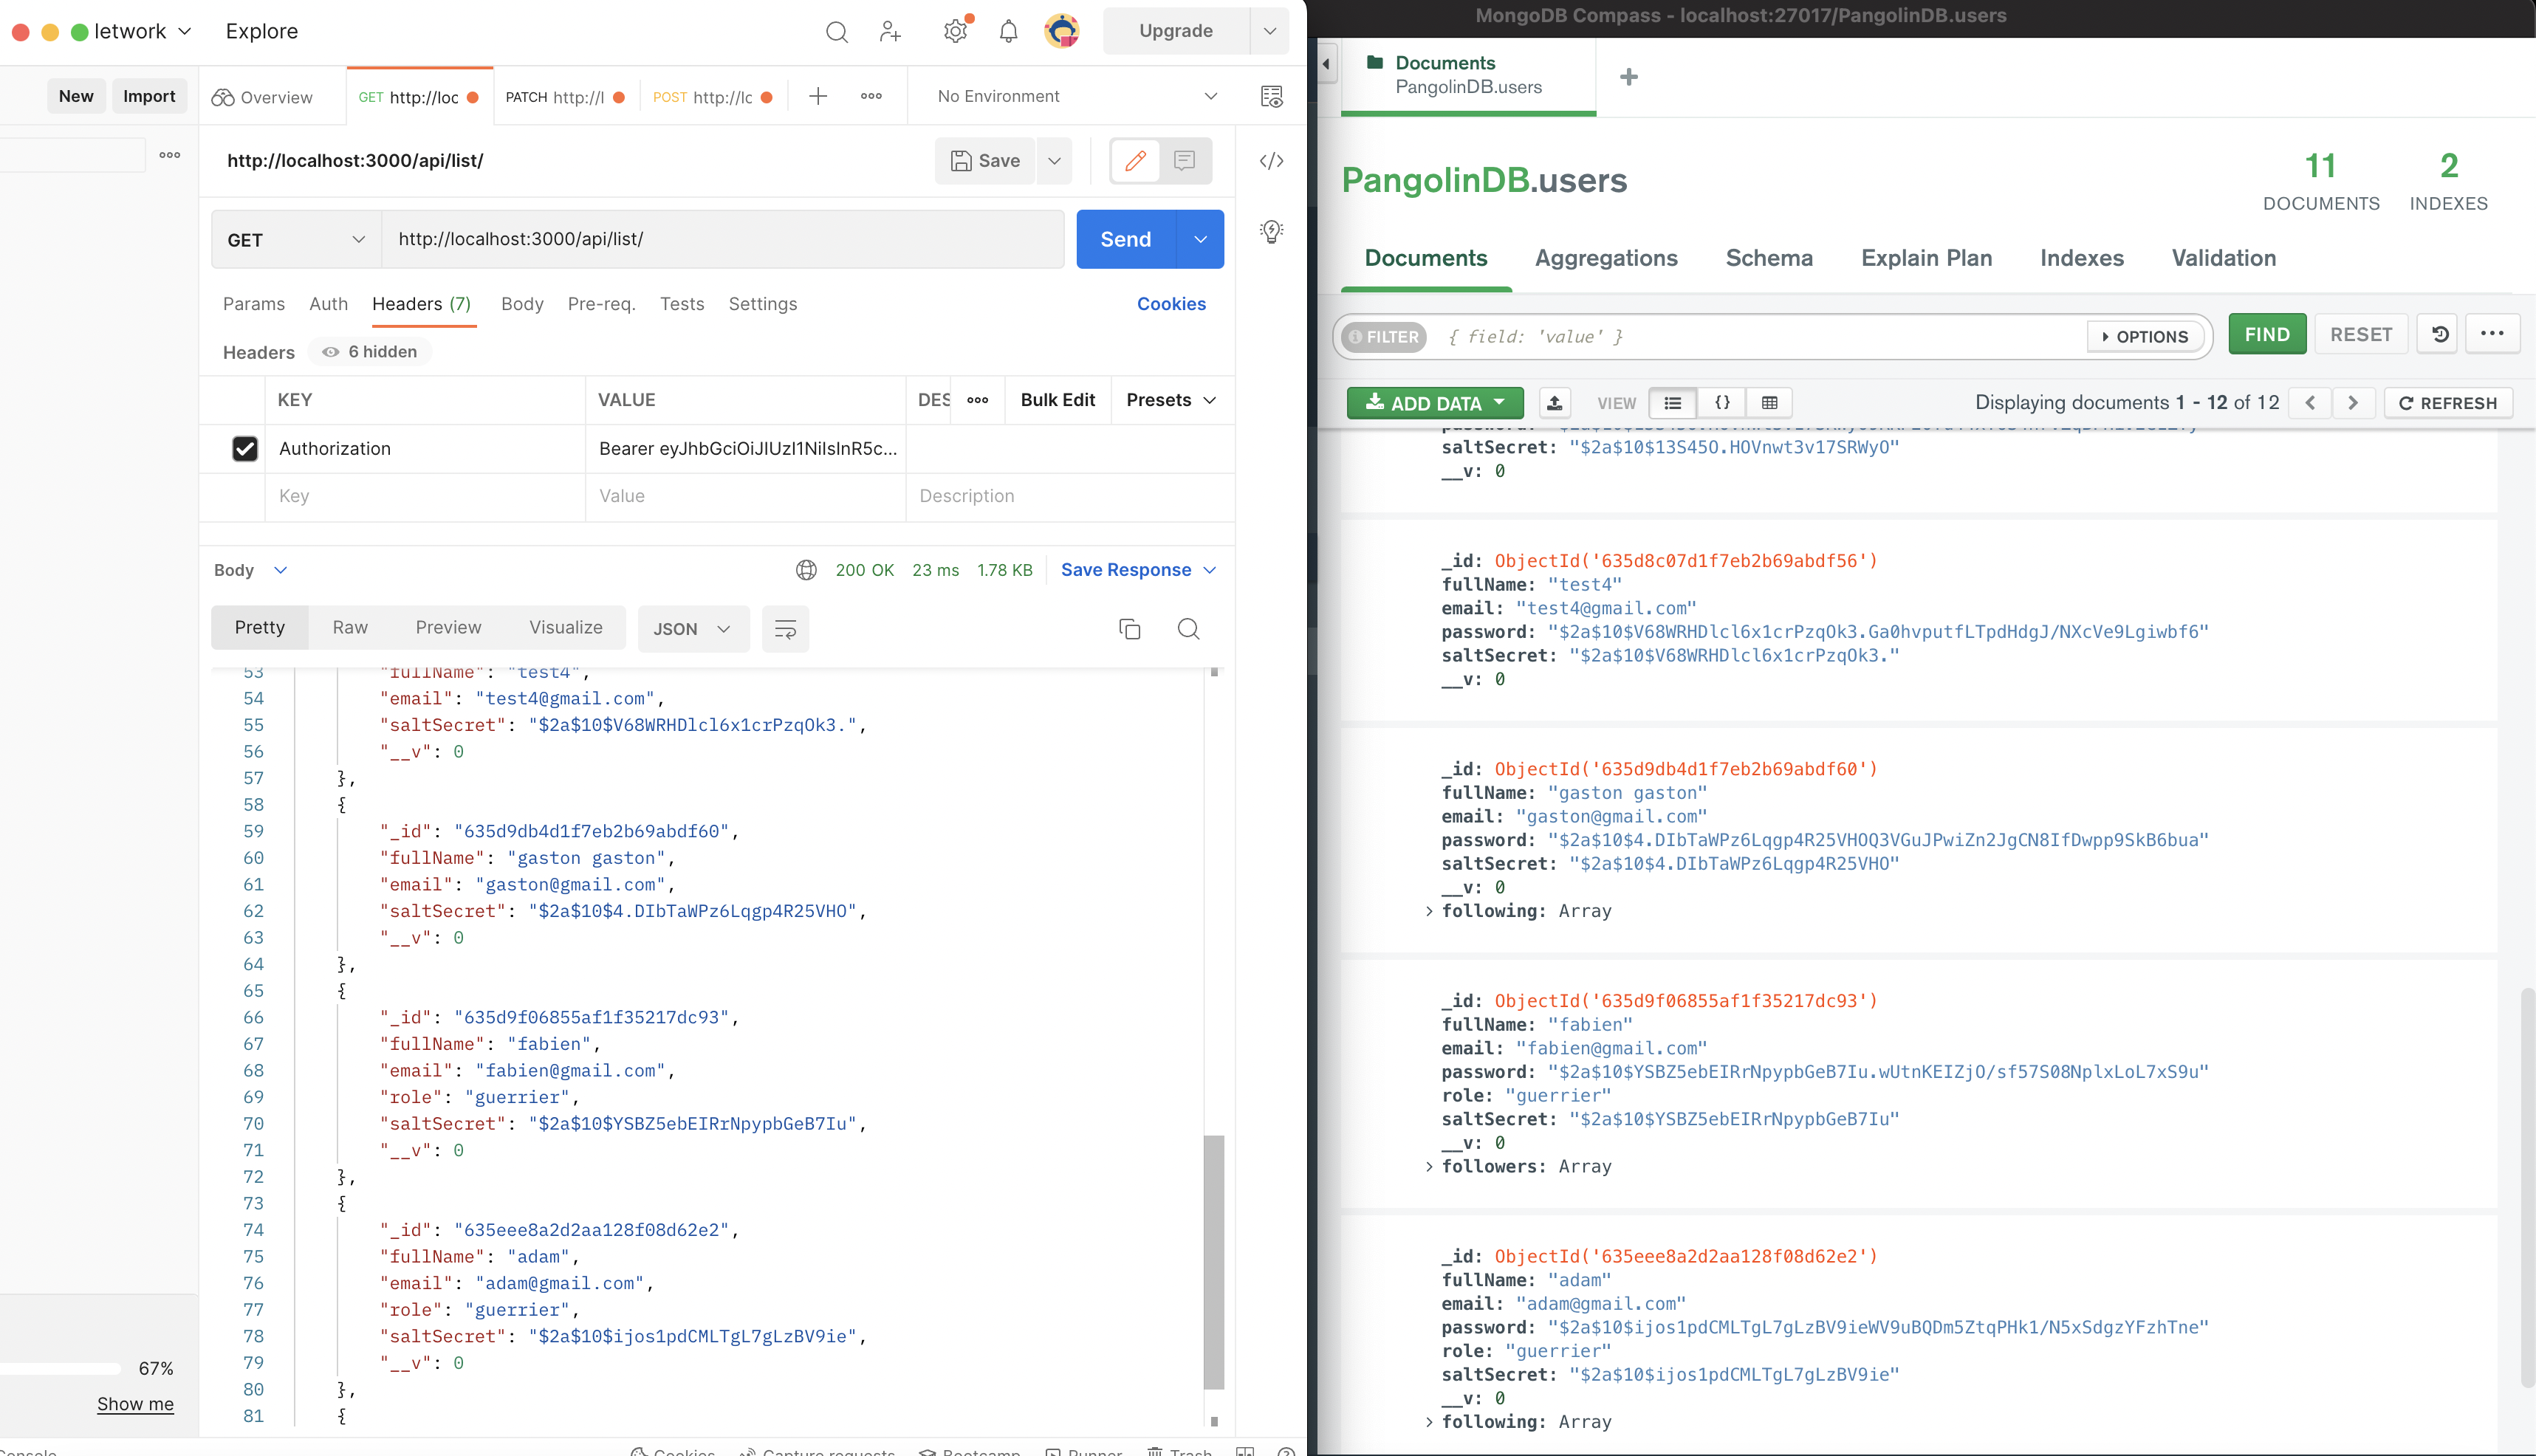 letwork
Explore
Upgrade
New
Import
Overview
GET http://loc
PATCH http://l
POST http://lc
No Environment
http://localhost:3000/api/list/
Save
GET
http://localhost:3000/api/list/
Send
Params
Auth
Headers (7)
Body
Pre-req.
Tests
Settings
Cookies
Headers
6 hidden
KEY
VALUE
DES
Bulk Edit
Presets
Authorization
Bearer eyJhbGciOiJIUzI1NiIsInR5c...
Key
Value
Description
Body
200 OK
23 ms
1.78 KB
Save Response
Pretty
Raw
Preview
Visualize
JSON
53 "fullName": "test4",
54 "email": "test4@gmail.com",
55 "saltSecret": "$2a$10$V68WRHDlcl6x1crPzqOk3.",
56 "__v": 0
57 },
58 {
59 "_id": "635d9db4d1f7eb2b69abdf60",
60 "fullName": "gaston gaston",
61 "email": "gaston@gmail.com",
62 "saltSecret": "$2a$10$4.DIbTaWPz6Lqgp4R25VHO",
63 "__v": 0
64 },
65 {
66 "_id": "635d9f06855af1f35217dc93",
67 "fullName": "fabien",
68 "email": "fabien@gmail.com",
69 "role": "guerrier",
70 "saltSecret": "$2a$10$YSBZ5ebEIRrNpypbGeB7Iu",
71 "__v": 0
72 },
73 {
74 "_id": "635eee8a2d2aa128f08d62e2",
75 "fullName": "adam",
76 "email": "adam@gmail.com",
77 "role": "guerrier",
78 "saltSecret": "$2a$10$ijos1pdCMLTgL7gLzBV9ie",
79 "__v": 0
80 },
81 {
67%
Show me
Console
Cookies
Capture requests
Bootcamp
Runner
Trash
MongoDB Compass - localhost:27017/PangolinDB.users
Documents
PangolinDB.users
PangolinDB.users
11
DOCUMENTS
2
INDEXES
Documents
Aggregations
Schema
Explain Plan
Indexes
Validation
FILTER
{ field: 'value' }
OPTIONS
FIND
RESET
ADD DATA
VIEW
{}
Displaying documents 1 - 12 of 12
REFRESH
saltSecret: "$2a$10$13S45O.HOVnwt3v17SRWyO"
__v: 0
_id: ObjectId('635d8c07d1f7eb2b69abdf56')
fullName: "test4"
email: "test4@gmail.com"
password: "$2a$10$V68WRHDlcl6x1crPzqOk3.Ga0hvputfLTpdHdgJ/NXcVe9Lgiwbf6"
saltSecret: "$2a$10$V68WRHDlcl6x1crPzqOk3."
__v: 0
_id: ObjectId('635d9db4d1f7eb2b69abdf60')
fullName: "gaston gaston"
email: "gaston@gmail.com"
password: "$2a$10$4.DIbTaWPz6Lqgp4R25VHOQ3VGuJPwiZn2JgCN8IfDwpp9SkB6bua"
saltSecret: "$2a$10$4.DIbTaWPz6Lqgp4R25VHO"
__v: 0
following: Array
_id: ObjectId('635d9f06855af1f35217dc93')
fullName: "fabien"
email: "fabien@gmail.com"
password: "$2a$10$YSBZ5ebEIRrNpypbGeB7Iu.wUtnKEIZjO/sf57S08NplxLoL7xS9u"
role: "guerrier"
saltSecret: "$2a$10$YSBZ5ebEIRrNpypbGeB7Iu"
__v: 0
followers: Array
_id: ObjectId('635eee8a2d2aa128f08d62e2')
fullName: "adam"
email: "adam@gmail.com"
password: "$2a$10$ijos1pdCMLTgL7gLzBV9ieWV9uBQDm5ZtqPHk1/N5xSdgzYFzhTne"
role: "guerrier"
saltSecret: "$2a$10$ijos1pdCMLTgL7gLzBV9ie"
__v: 0
following: Array